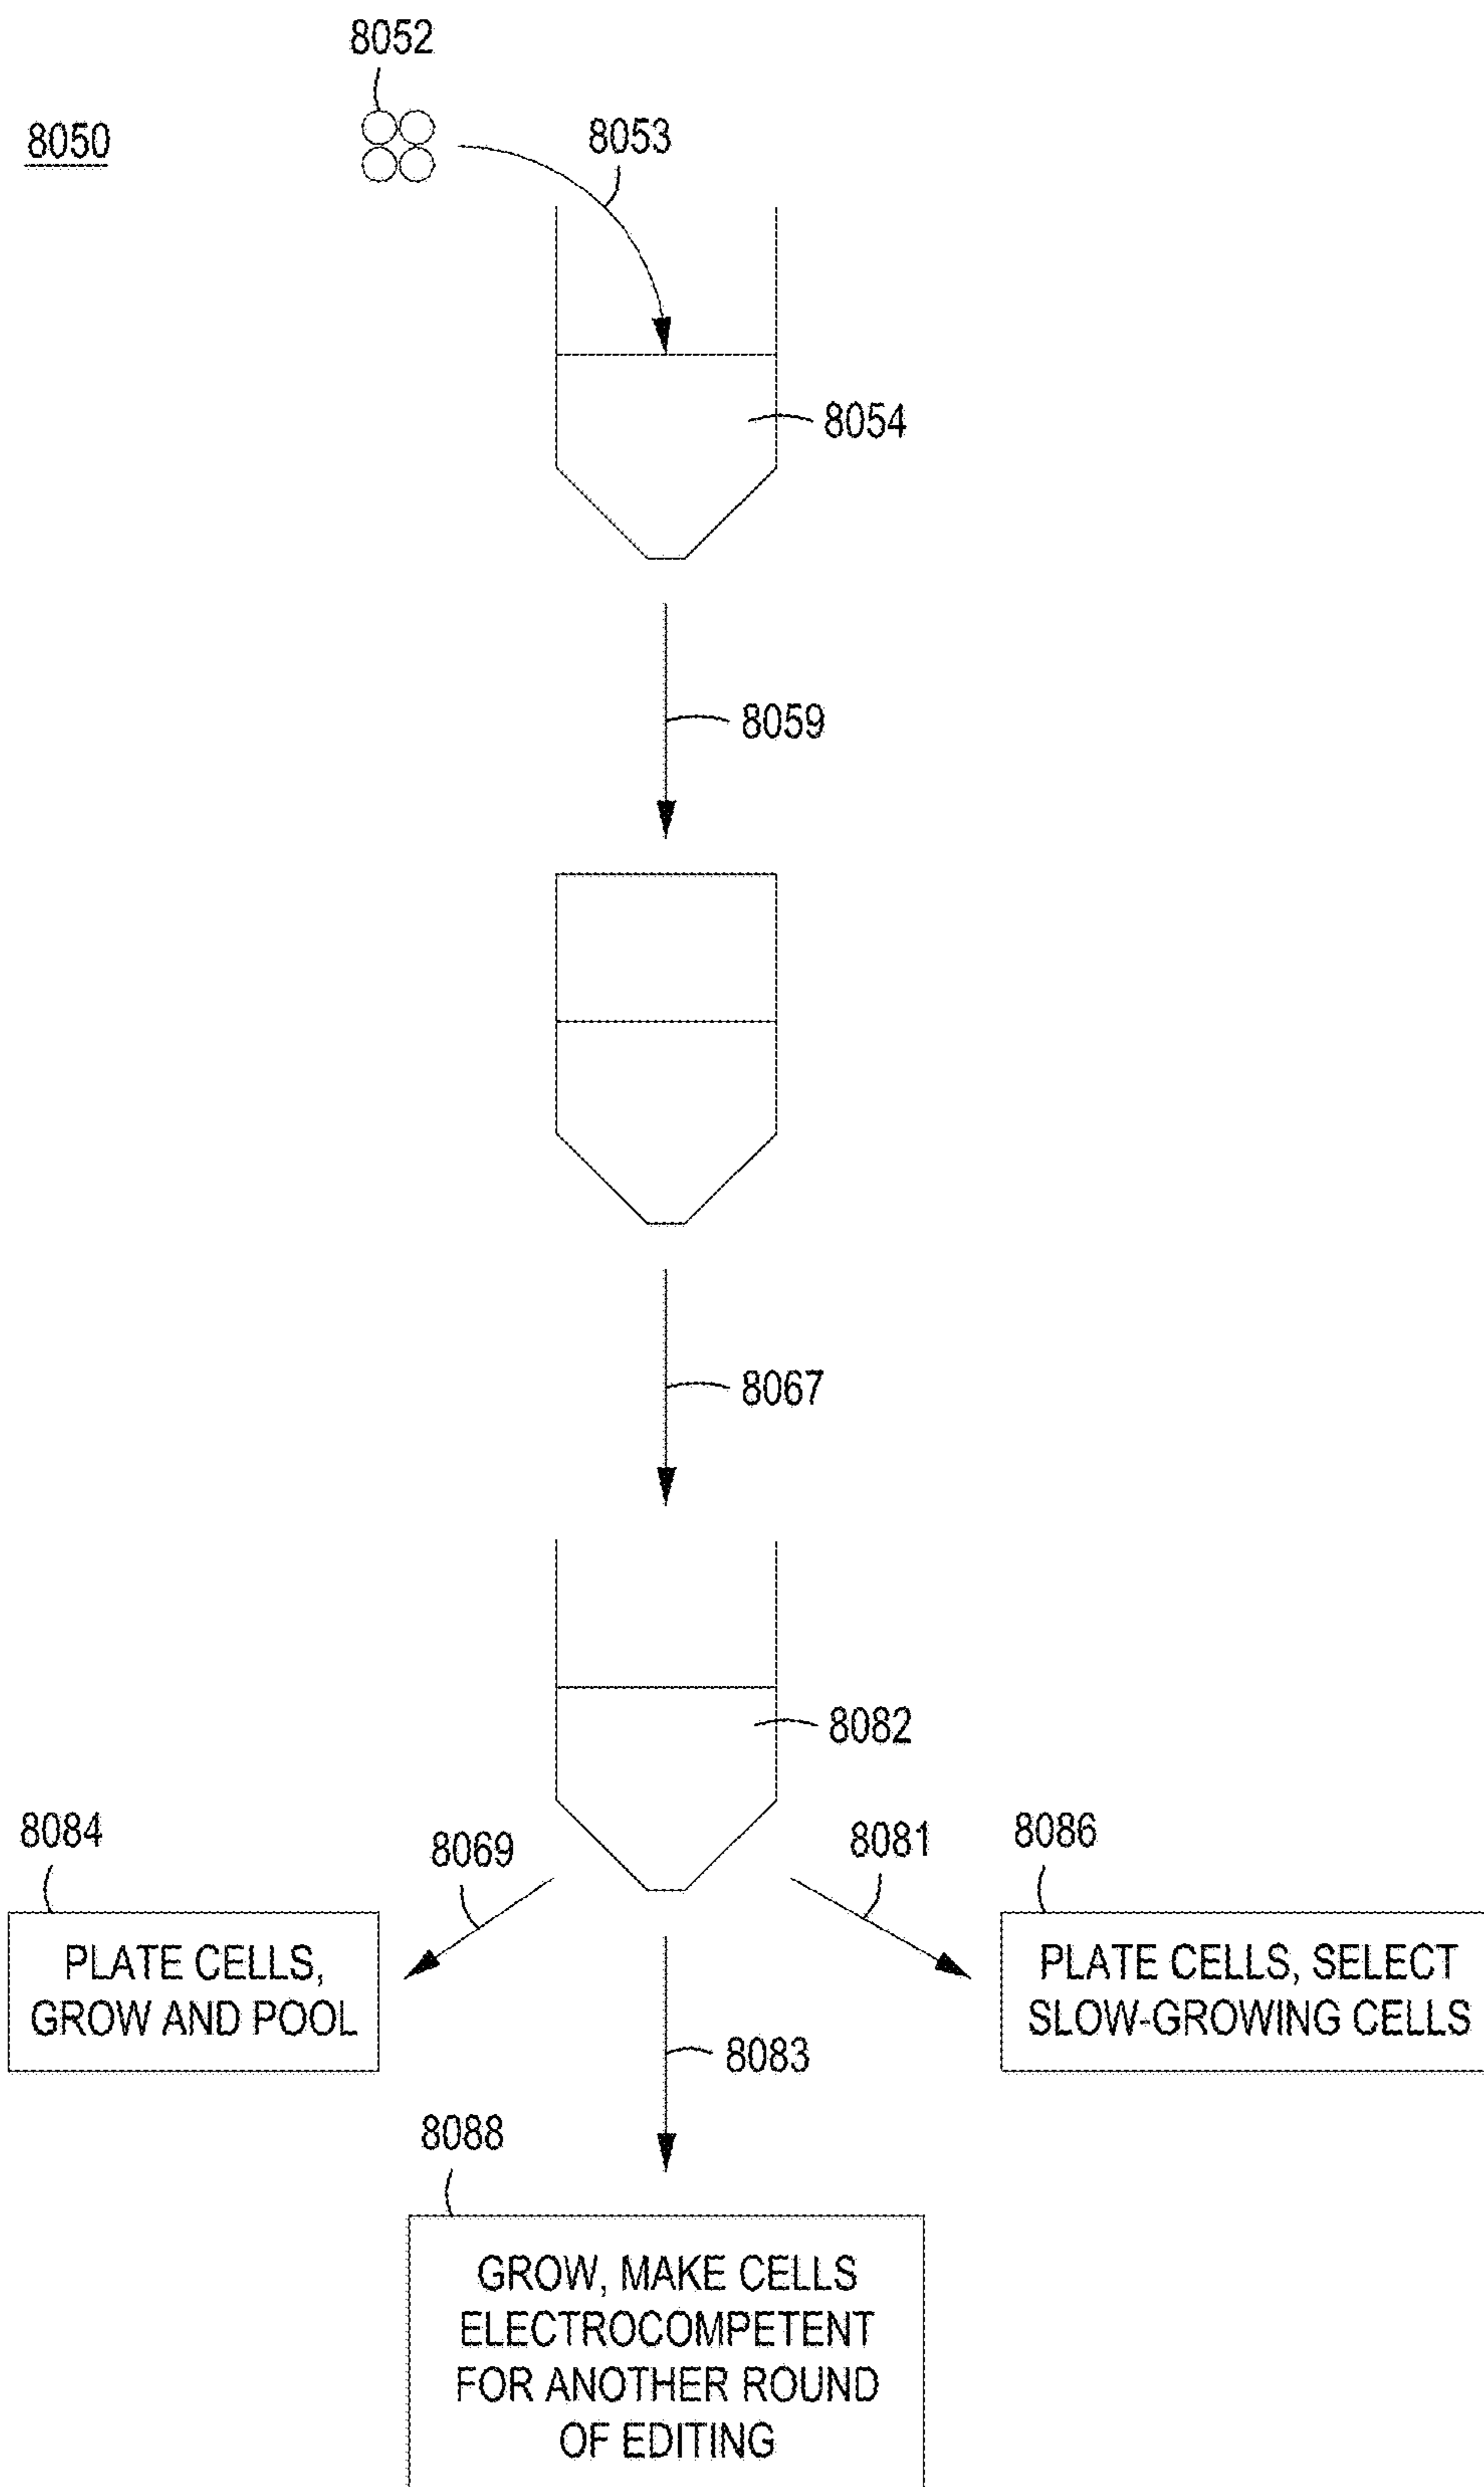 8052
8050
8053
8054
8059
8067
8082
8084
8069
8081
8086
PLATE CELLS,
GROW AND POOL
PLATE CELLS, SELECT
SLOW-GROWING CELLS
8083
8088
GROW, MAKE CELLS
ELECTROCOMPETENT
FOR ANOTHER ROUND
OF EDITING